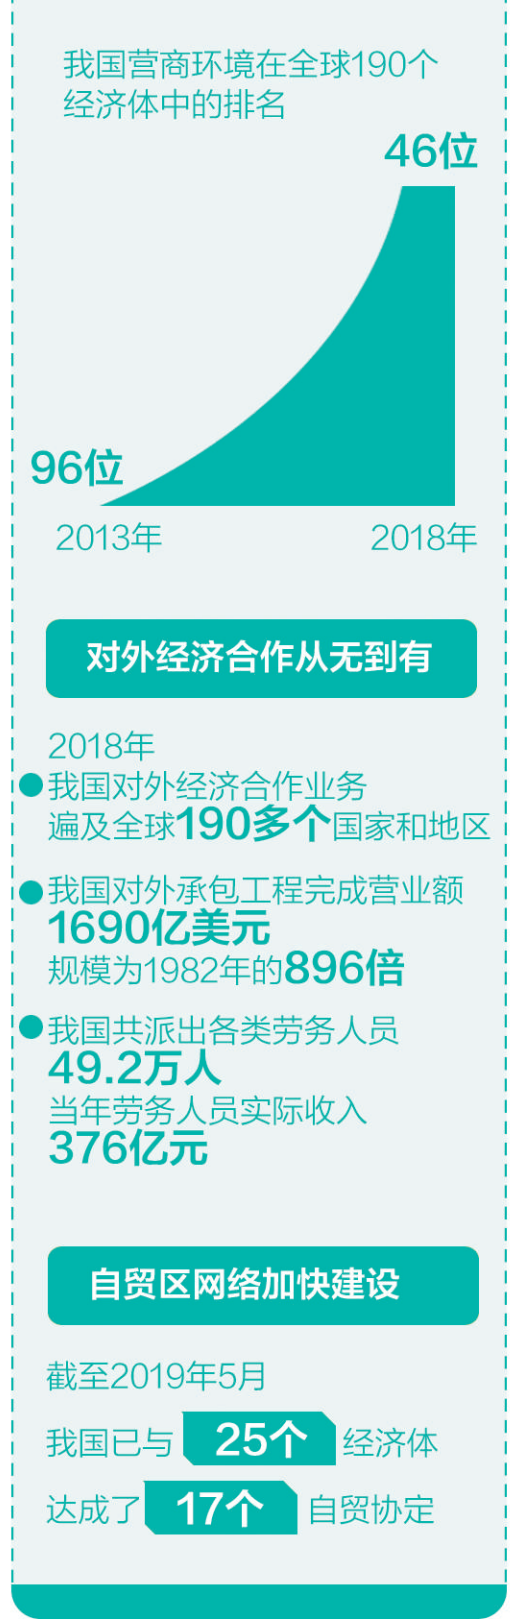 我国营商环境在全球190个
经济体中的排名
46位
96位
2013年
2018年
对外经济合作从无到有
2018年
我国对外经济合作业务
遍及全球190多个国家和地区
我国对外承包工程完成营业额
1690亿美元
规模为1982年的896倍
我国共派出各类劳务人员
49.2万人
当年劳务人员实际收入
376亿元
自贸区网络加快建设
截至2019年5月
我国已与 25个 经济体
达成了 17个 自贸协定